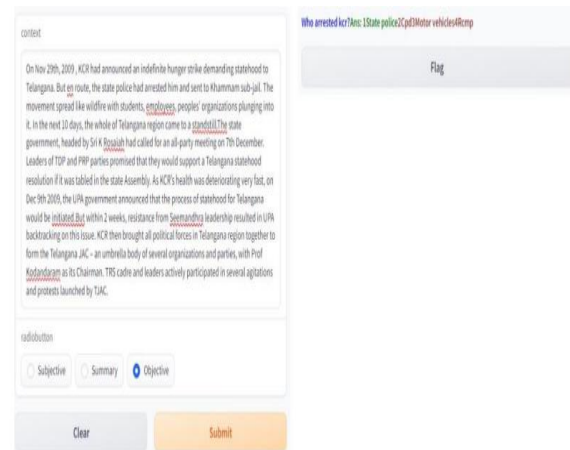 context
On Nov 29th, 2009 , KCR had announced an indefinite hunger strike demanding statehood to
Telangana. But en route, the state police had arrested him and sent to Khammam sub-jail. The
movement spread like wildfire with students, employees, peoples' organizations plunging into
it. In the next 10 days, the whole of Telangana region came to a standstill.The state
government, headed by Sri K Rosaiah had called for an all-party meeting on 7th December.
Leaders of TDP and PRP parties promised that they would support a Telangana statehood
resolution if it was tabled in the state Assembly. As KCR's health was deteriorating very fast, on
Dec 9th 2009, the UPA government announced that the process of statehood for Telangana
would be initiated.But within 2 weeks, resistance from Seemandhra leadership resulted in UPA
backtracking on this issue. KCR then brought all political forces in Telangana region together to
form the Telangana JAC – an umbrella body of several organizations and parties, with Prof
Kodandaram as its Chairman. TRS cadre and leaders actively participated in several agitations
and protests launched by TJAC.
radiobutton
Subjective Summary Objective
Clear Submit
Who arrested kcr?Ans: 1State police2Cpd3Motor vehicles4Rcmp
Flag